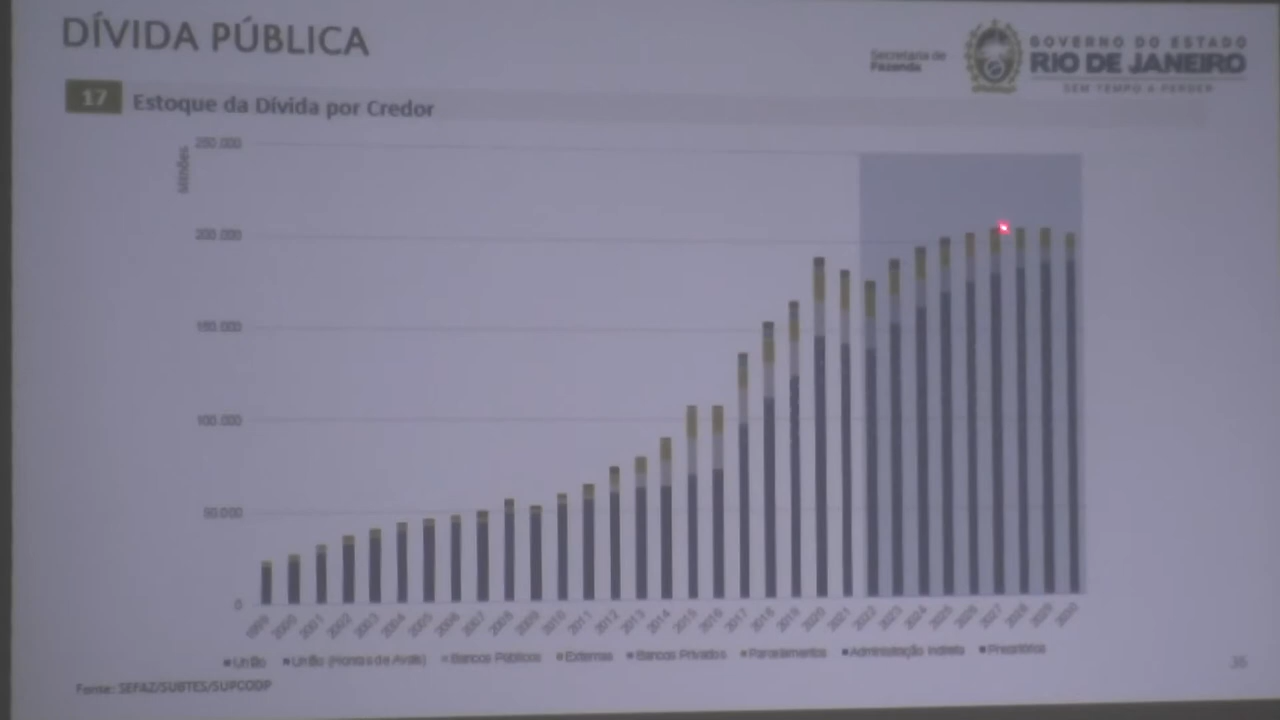 DÍVIDA PÚBLICA
Secretaria de
Fazenda
GOVERNO DO ESTADO
RIO DE JANEIRO
SEM TEMPO A PERDER
17 Estoque da Dívida por Credor
Milhões
250.000
200.000
150.000
100.000
50.000
0
1999 2000 2001 2002 2003 2004 2005 2006 2007 2008 2009 2010 2011 2012 2013 2014 2015 2016 2017 2018 2019 2020 2021 2022 2023 2024 2025 2026 2027 2028 2029 2030
União União (Honras de Avais) Bancos Públicos Externas Bancos Privados Parcelamentos Administração Indireta Precatórios
Fonte: SEFAZ/SUBTES/SUPCODP
36